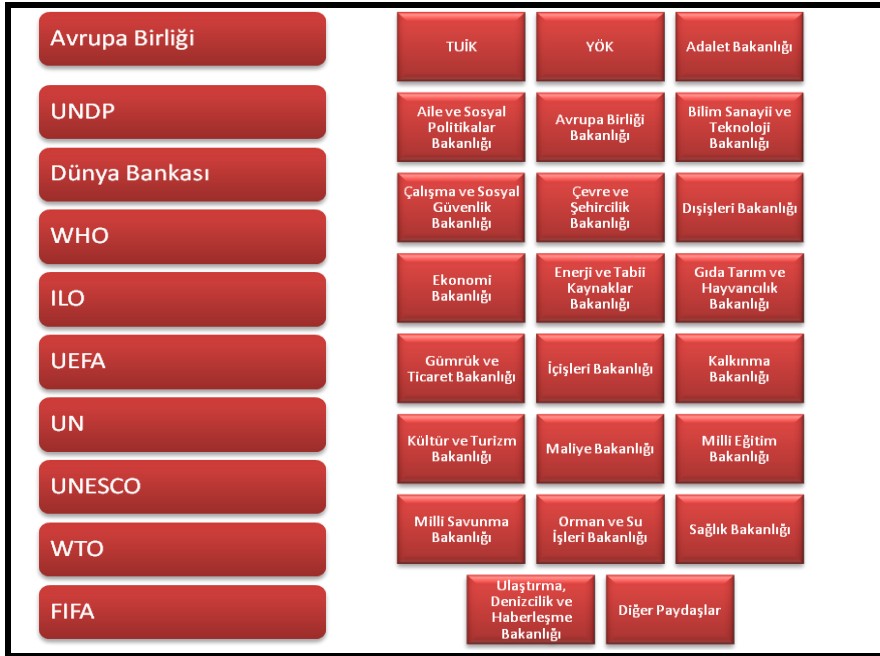 Avrupa Birliği
UNDP
Dünya Bankası
WHO
ILO
UEFA
UN
UNESCO
WTO
FIFA
TUİK
YÖK
Adalet Bakanlığı
Aile ve Sosyal
Politikalar
Bakanlığı
Avrupa Birliği
Bakanlığı
Bilim Sanayii ve
Teknoloji
Bakanlığı
Çalışma ve Sosyal
Güvenlik
Bakanlığı
Çevre ve
Şehircilik
Bakanlığı
Dışişleri Bakanlığı
Ekonomi
Bakanlığı
Enerji ve Tabii
Kaynaklar
Bakanlığı
Gıda Tarım ve
Hayvancılık
Bakanlığı
Gümrük ve
Ticaret Bakanlığı
İçişleri Bakanlığı
Kalkınma
Bakanlığı
Kültür ve Turizm
Bakanlığı
Maliye Bakanlığı
Milli Eğitim
Bakanlığı
Milli Savunma
Bakanlığı
Orman ve Su
İşleri Bakanlığı
Sağlık Bakanlığı
Ulaştırma,
Denizcilik ve
Haberleşme
Bakanlığı
Diğer Paydaşlar